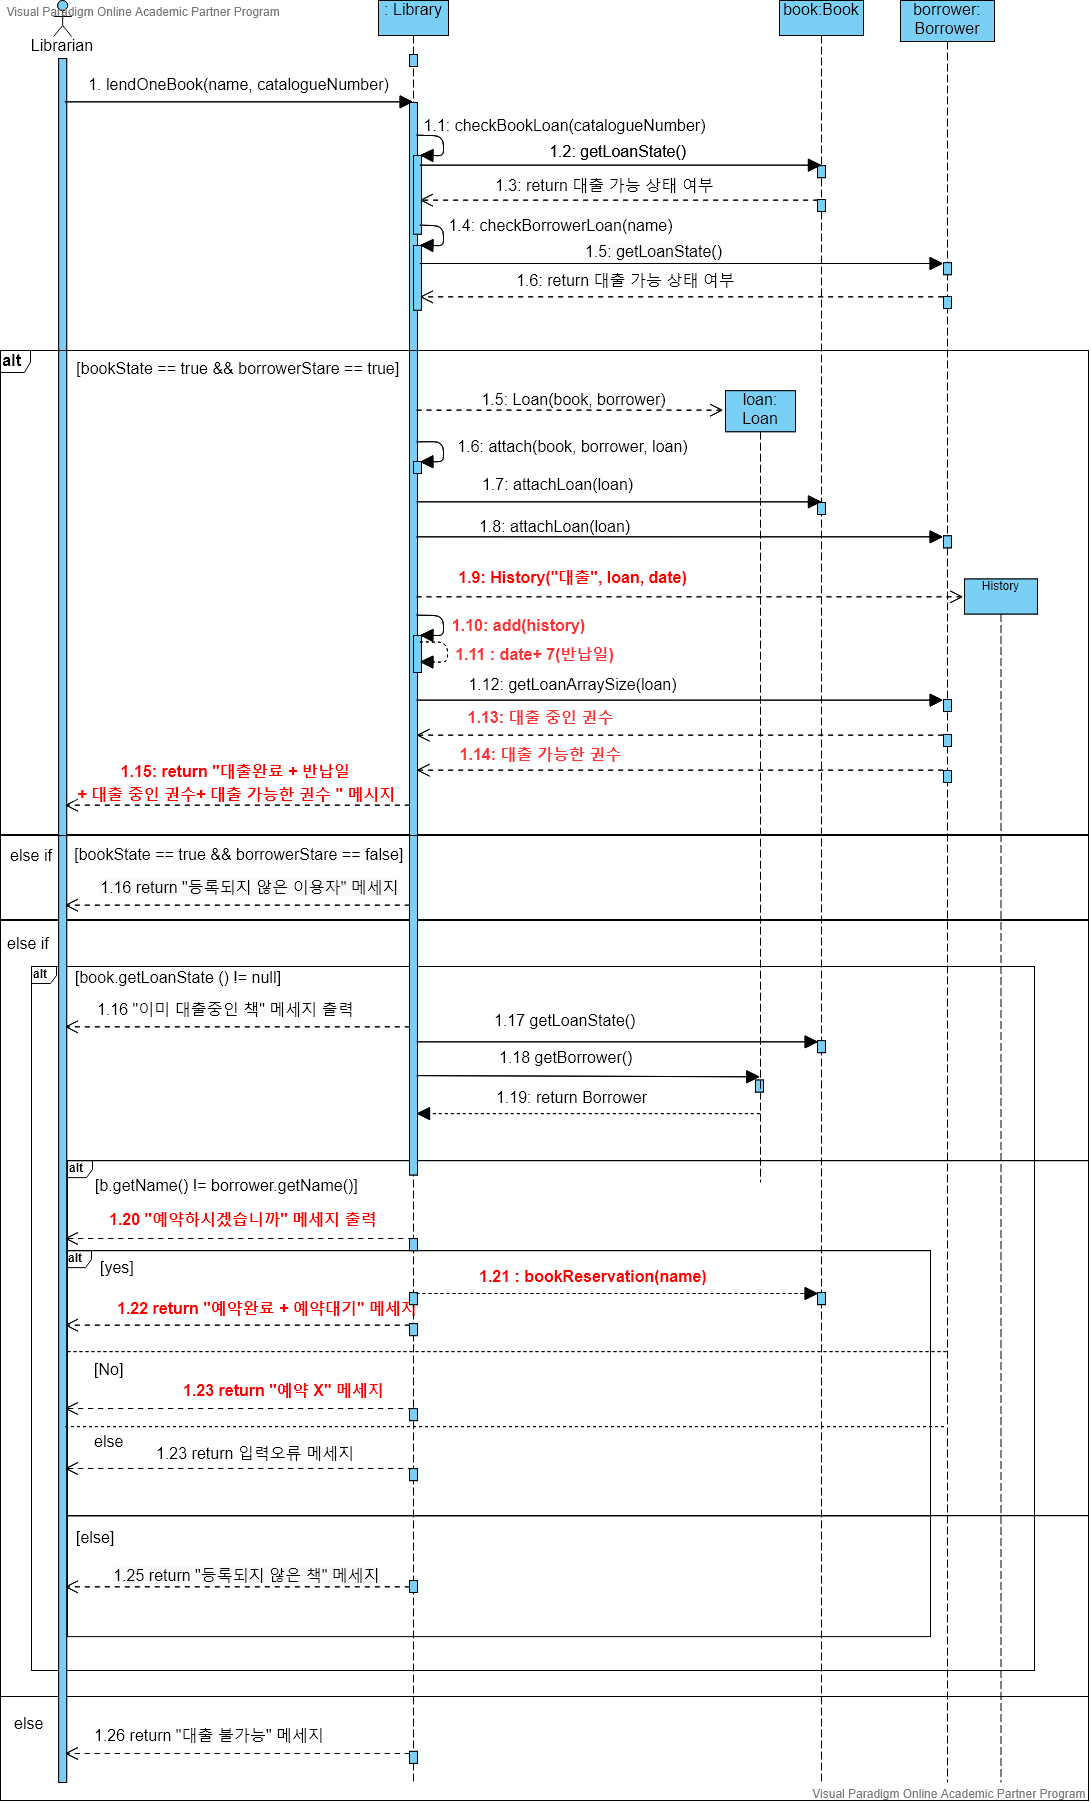 Visual Paradigm Online Academic Partner Program
Librarian
: Library
book:Book
borrower:
Borrower
1. lendOneBook(name, catalogueNumber)
1.1: checkBookLoan(catalogueNumber)
1.2: getLoanState()
1.3: return 대출 가능 상태 여부
1.4: checkBorrowerLoan(name)
1.5: getLoanState()
1.6: return 대출 가능 상태 여부
alt
[bookState == true && borrowerStare == true]
1.5: Loan(book, borrower)
loan:
Loan
1.6: attach(book, borrower, loan)
1.7: attachLoan(loan)
1.8: attachLoan(loan)
1.9: History("대출", loan, date)
History
1.10: add(history)
1.11 : date+ 7(반납일)
1.12: getLoanArraySize(loan)
1.13: 대출 중인 권수
1.14: 대출 가능한 권수
1.15: return "대출완료 + 반납일
+ 대출 중인 권수+ 대출 가능한 권수 " 메시지
else if
[bookState == true && borrowerStare == false]
1.16 return "등록되지 않은 이용자" 메세지
else if
alt
[book.getLoanState () != null]
1.16 "이미 대출중인 책" 메세지 출력
1.17 getLoanState()
1.18 getBorrower()
1.19: return Borrower
alt
[b.getName() != borrower.getName()]
1.20 "예약하시겠습니까" 메세지 출력
alt
[yes]
1.21 : bookReservation(name)
1.22 return "예약완료 + 예약대기" 메세지
[No]
1.23 return "예약 X" 메세지
else
1.23 return 입력오류 메세지
[else]
1.25 return "등록되지 않은 책" 메세지
else
1.26 return "대출 불가능" 메세지
Visual Paradigm Online Academic Partner Program